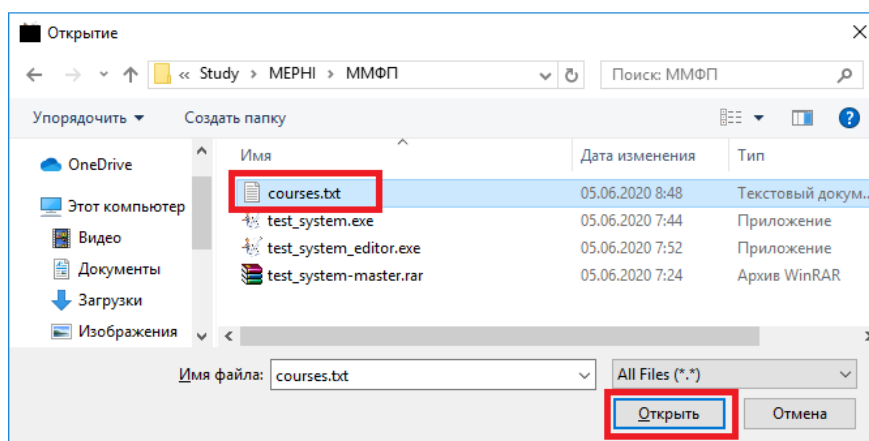 Открытие
« Study > MEPHI > ММФП
Поиск: ММФП
Упорядочить
Создать папку
?
Имя Дата изменения Тип
OneDrive
Этот компьютер
Видео
Документы
Загрузки
Изображения
courses.txt 05.06.2020 8:48 Текстовый докум...
test_system.exe 05.06.2020 7:44 Приложение
test_system_editor.exe 05.06.2020 7:52 Приложение
test_system-master.rar 05.06.2020 7:24 Архив WinRAR
Имя файла: courses.txt All Files (*.*)
Открыть Отмена